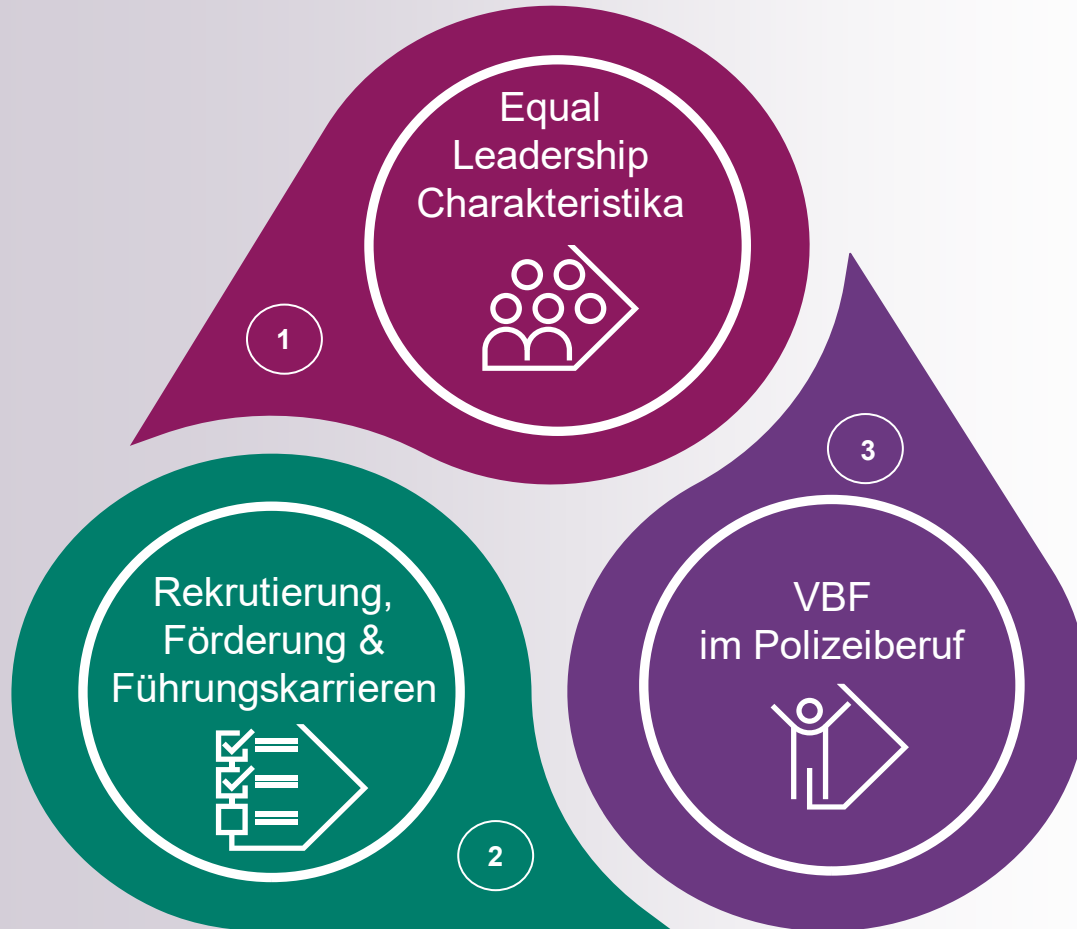 Equal
Leadership
Charakteristika
1
Rekrutierung,
Förderung &
Führungskarrieren
2
3
VBF
im Polizeiberuf